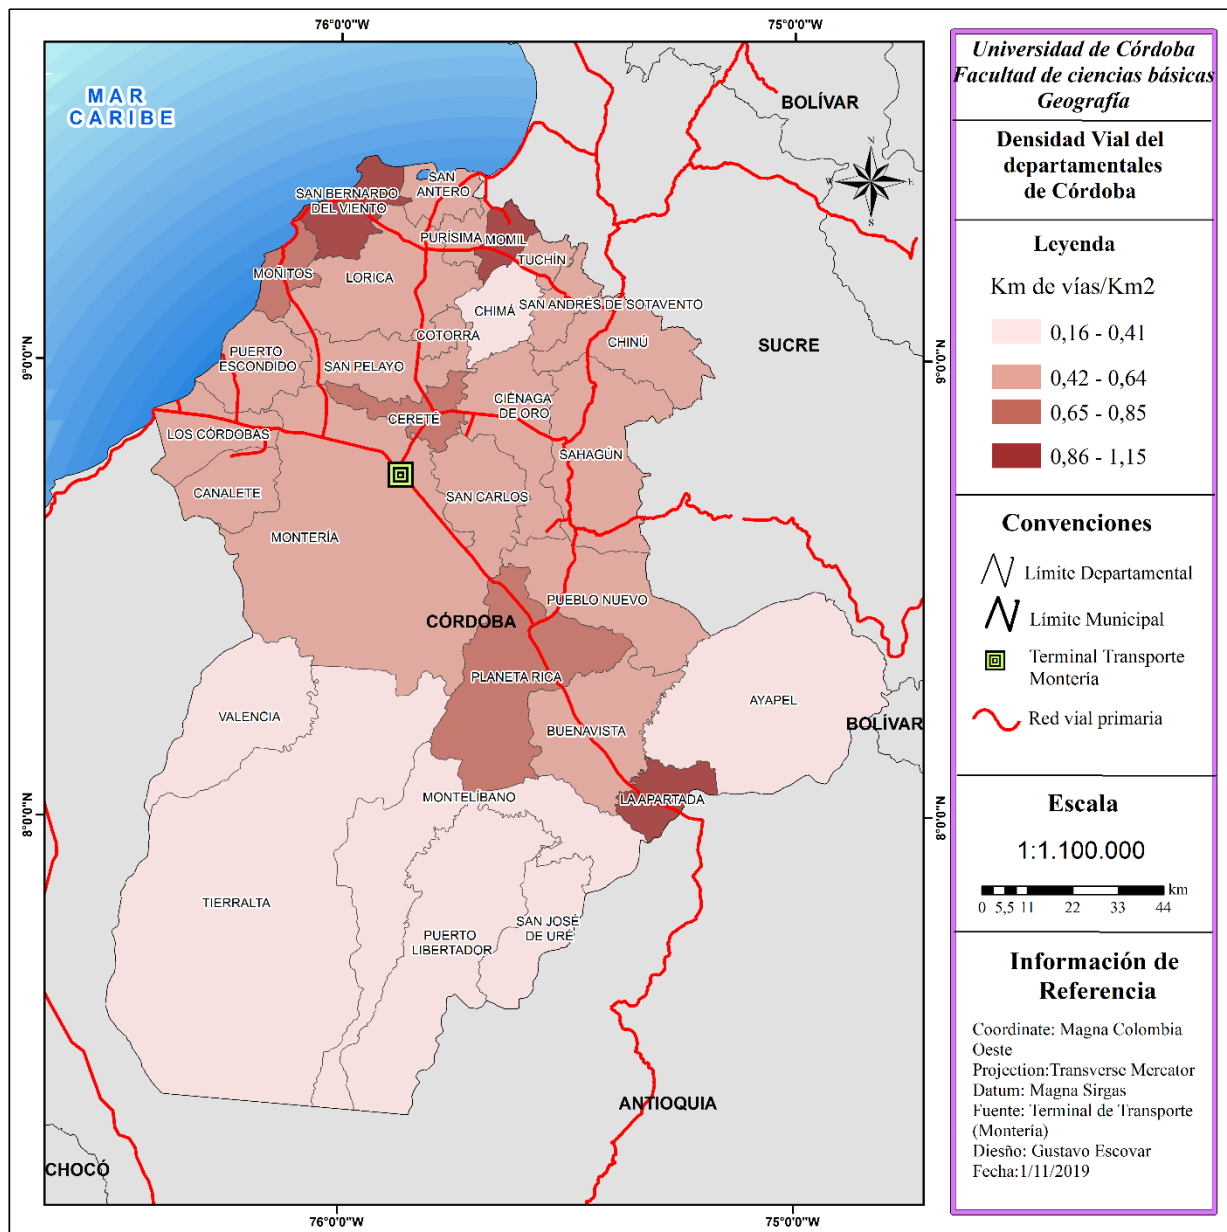 76°0'0"W
75°0'0"W
MAR
CARIBE
BOLÍVAR
SAN
ANTERO
SAN BERNARDO
DEL VIENTO
PURÍSIMA
MOMIL
TUCHÍN
MOÑITOS
LORICA
SAN ANDRÉS DE SOTAVENTO
CHIMÁ
COTORRA
CHINÚ
SUCRE
9°0'0"N
9°0'0"N
PUERTO
ESCONDIDO
SAN PELAYO
CIÉNAGA
DE ORO
CERETÉ
LOS CÓRDOBAS
SAHAGÚN
CANALETE
SAN CARLOS
MONTERÍA
PUEBLO NUEVO
CÓRDOBA
PLANETA RICA
VALENCIA
AYAPEL
BUENAVISTA
BOLÍVAR
MONTELÍBANO
LA APARTADA
8°0'0"N
8°0'0"N
TIERRALTA
SAN JOSÉ
DE URÉ
PUERTO
LIBERTADOR
ANTIOQUIA
CHOCÓ
76°0'0"W
75°0'0"W
N
W
E
S
Universidad de Córdoba
Facultad de ciencias básicas
Geografía
Densidad Vial del
departamentales
de Córdoba
Leyenda
Km de vías/Km2
0,16 - 0,41
0,42 - 0,64
0,65 - 0,85
0,86 - 1,15
Convenciones
Límite Departamental
Límite Municipal
Terminal Transporte
Montería
Red vial primaria
Escala
1:1.100.000
km
0 5,5 11 22 33 44
Información de
Referencia
Coordinate: Magna Colombia
Oeste
Projection:Transverse Mercator
Datum: Magna Sirgas
Fuente: Terminal de Transporte
(Montería)
Diesño: Gustavo Escovar
Fecha:1/11/2019